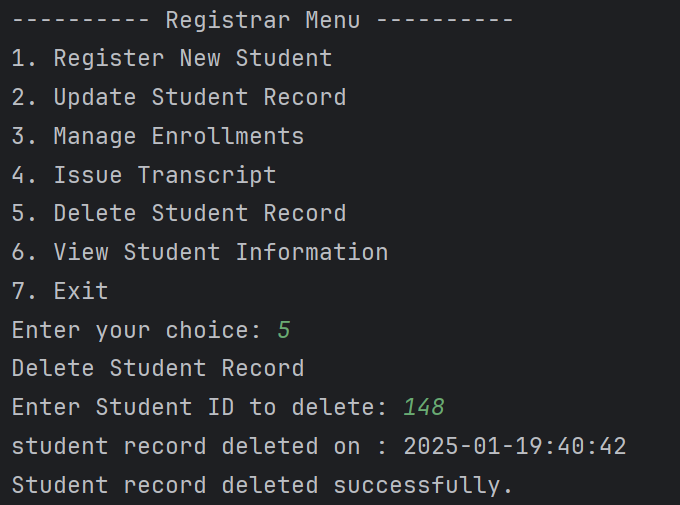 ---------- Registrar Menu ----------
1. Register New Student
2. Update Student Record
3. Manage Enrollments
4. Issue Transcript
5. Delete Student Record
6. View Student Information
7. Exit
Enter your choice: 5
Delete Student Record
Enter Student ID to delete: 148
student record deleted on : 2025-01-19:40:42
Student record deleted successfully.